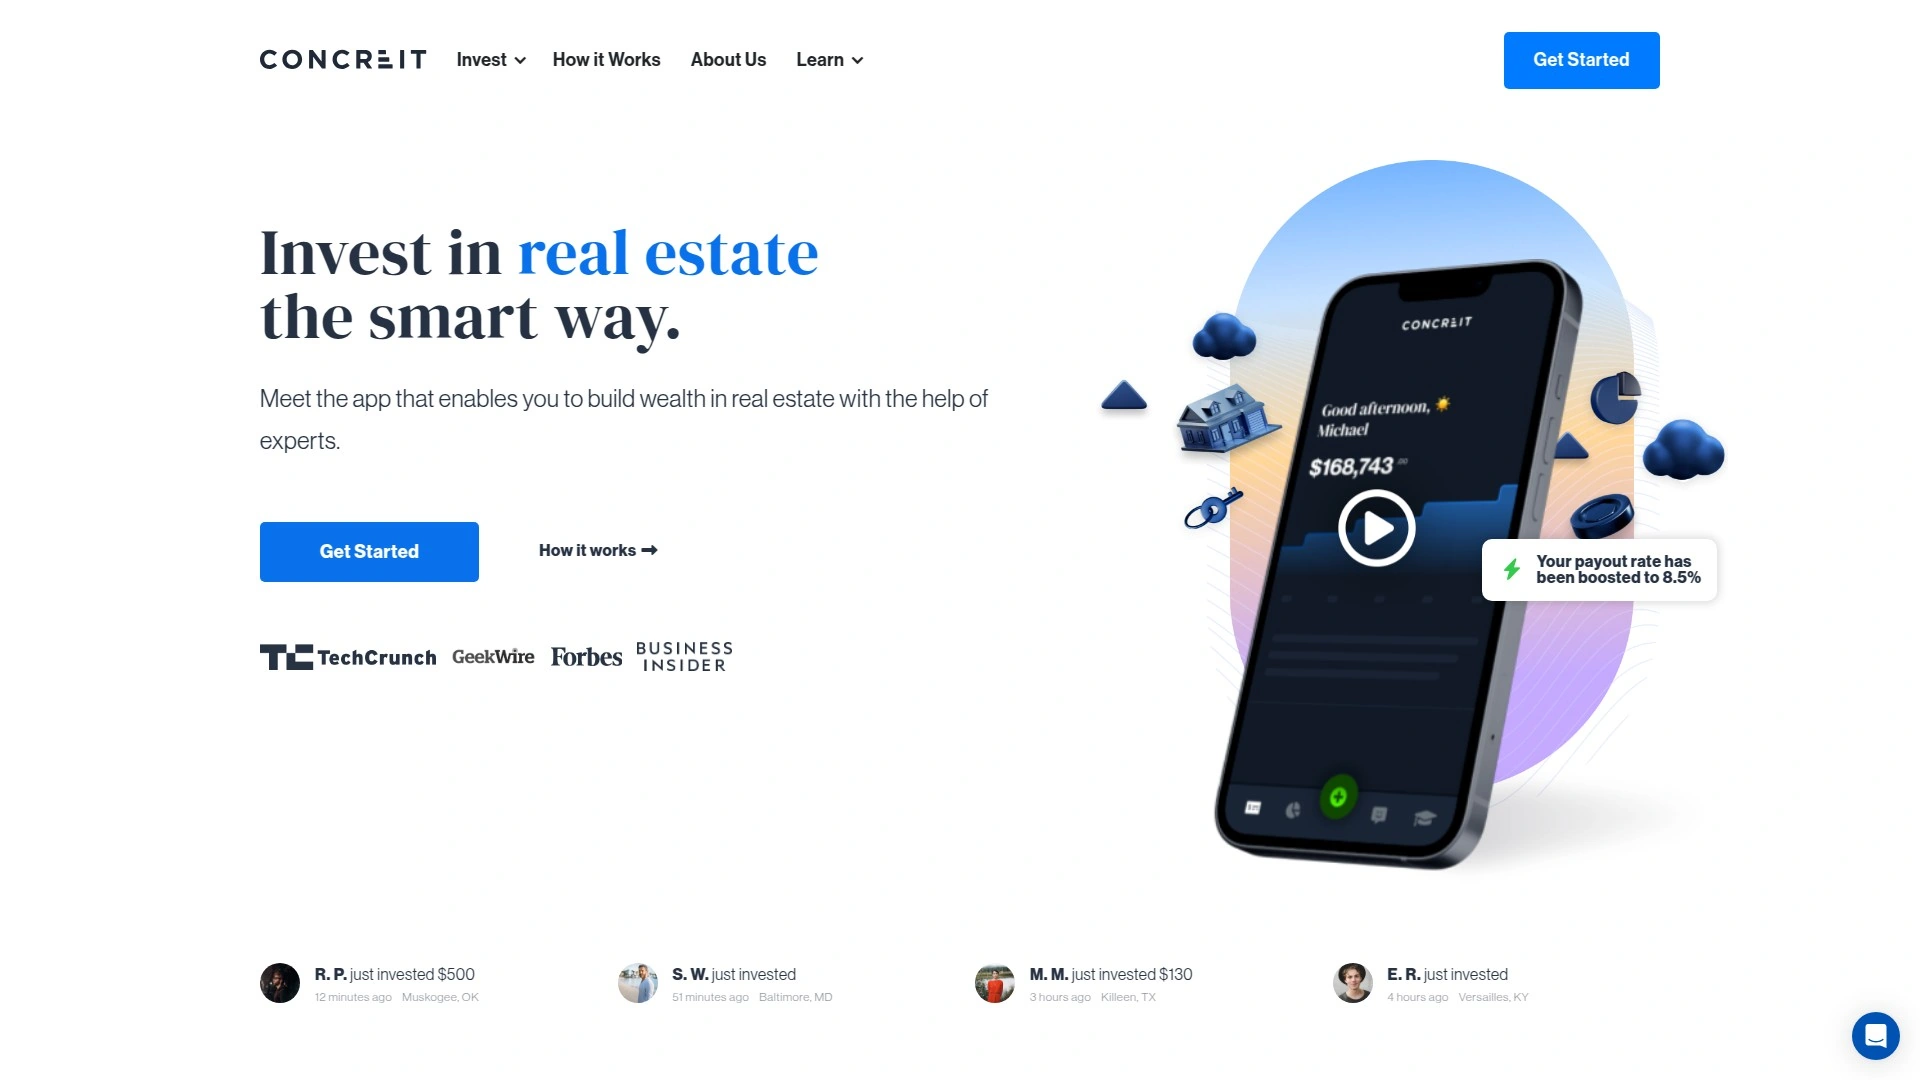 CONCREIT
Invest
How it Works
About Us
Learn
Get Started
Invest in real estate
the smart way.
Meet the app that enables you to build wealth in real estate with the help of
experts.
Get Started
How it works →
TC TechCrunch
GeekWire
Forbes
BUSINESS
INSIDER
CONCREIT
Good afternoon,
Michael
$168,743
Your payout rate has
been boosted to 8.5%
R. P. just invested $500
12 minutes ago Muskogee, OK
S. W. just invested
51 minutes ago Baltimore, MD
M. M. just invested $130
3 hours ago Killeen, TX
E. R. just invested
4 hours ago Versailles, KY